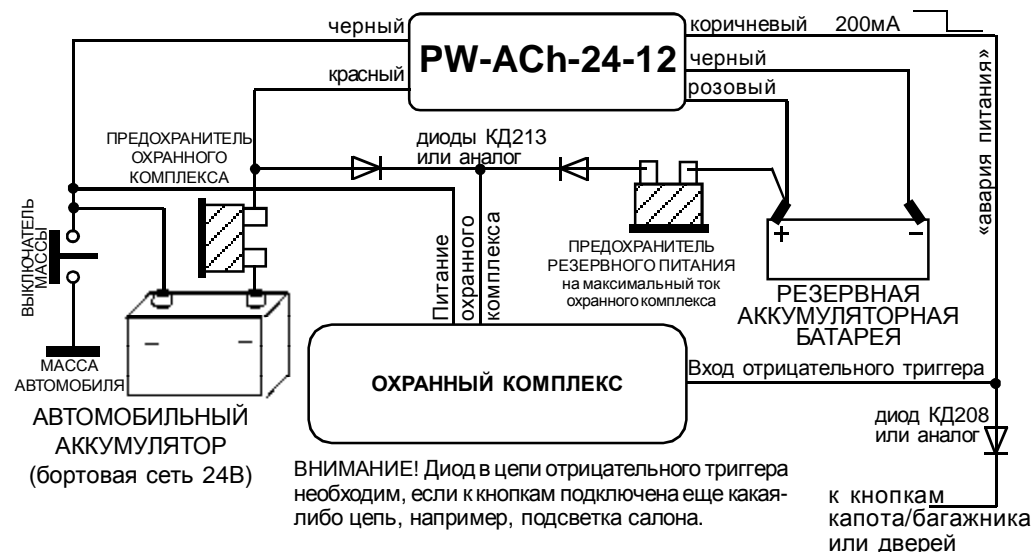 черный
PW-ACh-24-12
коричневый 200мА
красный
черный
розовый
«авария питания»
ПРЕДОХРАНИТЕЛЬ
ОХРАННОГО
КОМПЛЕКСА
диоды КД213
или аналог
ВЫКЛЮЧАТЕЛЬ
МАССЫ
Питание
охранного
комплекса
ПРЕДОХРАНИТЕЛЬ
РЕЗЕРВНОГО ПИТАНИЯ
на максимальный ток
охранного комплекса
+
−
РЕЗЕРВНАЯ
АККУМУЛЯТОРНАЯ
БАТАРЕЯ
МАССА
АВТОМОБИЛЯ
− −
АВТОМОБИЛЬНЫЙ
АККУМУЛЯТОР
(бортовая сеть 24В)
ОХРАННЫЙ КОМПЛЕКС
Вход отрицательного триггера
диод КД208
или аналог
ВНИМАНИЕ! Диод в цепи отрицательного триггера
необходим, если к кнопкам подключена еще какая-
либо цепь, например, подсветка салона.
к кнопкам
капота/багажника
или дверей